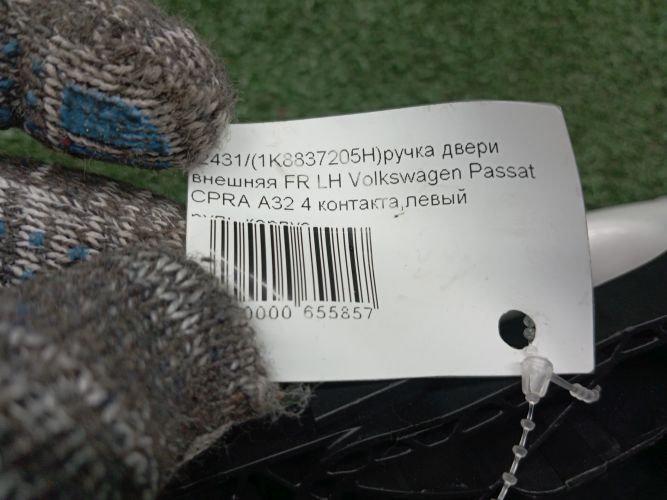 2431/(1K8837205H)ручка двери
внешняя FR LH Volkswagen Passat
CPRA A32 4 контакта,левый
0000 655857